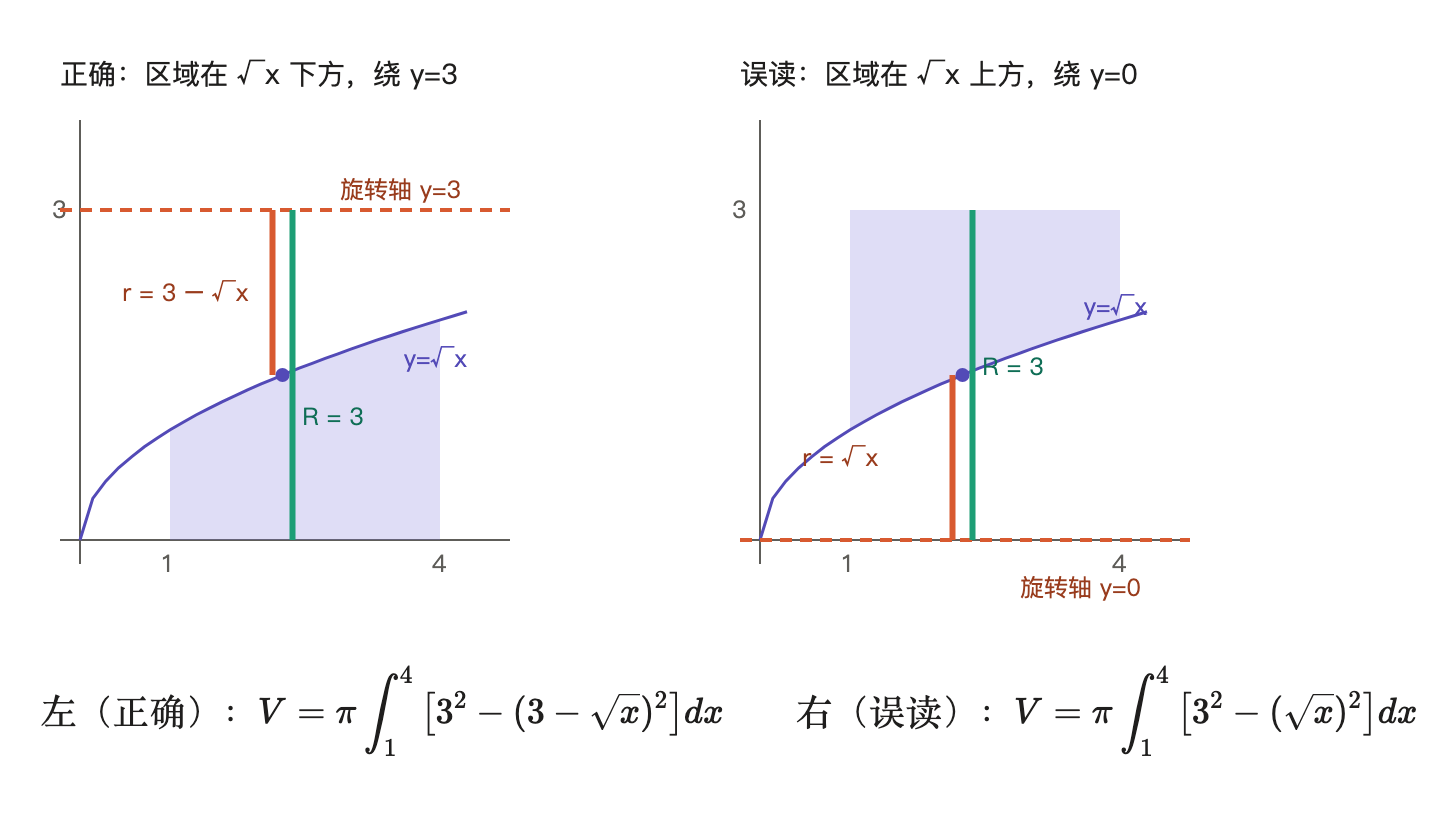 正确：区域在 √x 下方，绕 y=3
误读：区域在 √x 上方，绕 y=0
旋转轴 y=3
3
r = 3 − √x
y=√x
R = 3
1
4
3
y=√x
R = 3
r = √x
1
4
旋转轴 y=0
左（正确）: V = π∫₁⁴ [3² − (3 − √x)²]dx
右（误读）: V = π∫₁⁴ [3² − (√x)²]dx